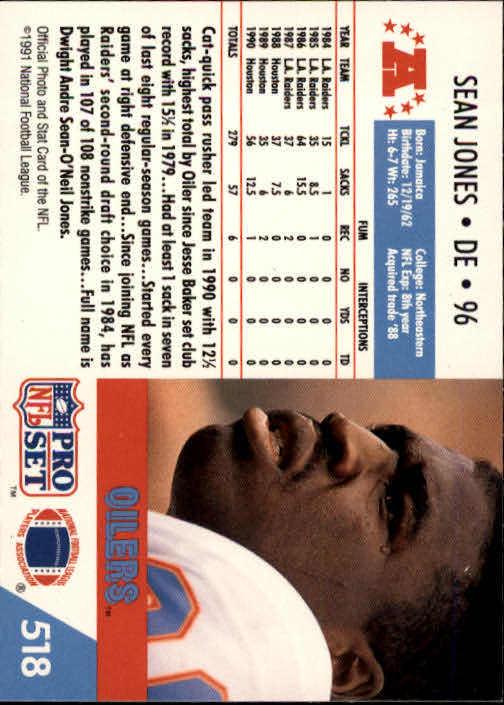 SEAN JONES • DE • 96
A
Born: Jamaica
Birthdate: 12/19/62
Ht: 6-7 Wt: 265
College: Northeastern
NFL Exp: 8th year
Acquired trade '88
FUM INTERCEPTIONS
YEAR TEAM TCKL SACKS REC NO YDS TD
1984 L.A. Raiders 15 1 0 0 0 0
1985 L.A. Raiders 35 8.5 1 0 0 0
1986 L.A. Raiders 64 15.5 0 0 0 0
1987 L.A. Raiders 37 6 2 0 0 0
1988 Houston 37 7.5 0 0 0 0
1989 Houston 35 6 2 0 0 0
1990 Houston 56 12.5 1 0 0 0
TOTALS 279 57 6 0 0 0
Cat-quick pass rusher led team in 1990 with 12½
sacks, highest total by Oiler since Jesse Baker set club
record with 15½ in 1979...Had at least 1 sack in seven
of last eight regular-season games...Started every
game at right defensive end...Since joining NFL as
Raiders' second-round draft choice in 1984, has
played in 107 of 108 nonstrike games...Full name is
Dwight Andre Sean-O'Neil Jones.
Official Photo and Stat Card of the NFL.
©1991 National Football League.
OILERS™
PRO
NFL
SET™
NATIONAL FOOTBALL LEAGUE
PLAYERS ASSOCIATION®
518